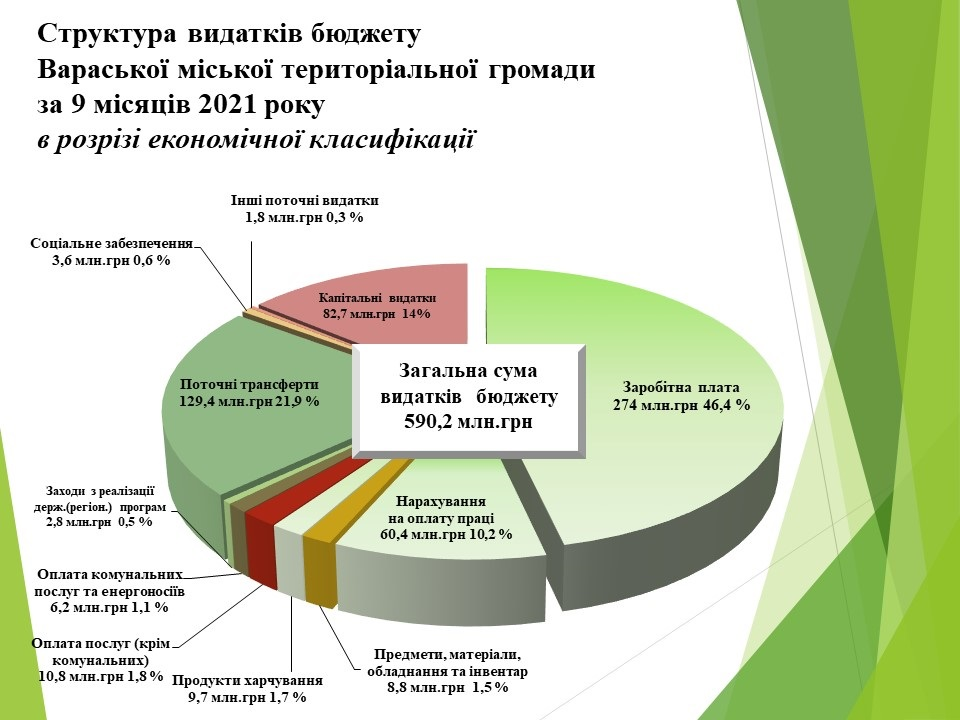 Структура видатків бюджету
Вараської міської територіальної громади
за 9 місяців 2021 року
в розрізі економічної класифікації
Інші поточні видатки
1,8 млн.грн 0,3 %
Соціальне забезпечення
3,6 млн.грн 0,6 %
Капітальні видатки
82,7 млн.грн 14%
Загальна сума
видатків бюджету
590,2 млн.грн
Поточні трансферти
129,4 млн.грн 21,9 %
Заробітна плата
274 млн.грн 46,4 %
Нарахування
на оплату праці
60,4 млн.грн 10,2 %
Заходи з реалізації
держ.(регіон.) програм
2,8 млн.грн 0,5 %
Оплата комунальних
послуг та енергоносіїв
6,2 млн.грн 1,1 %
Оплата послуг (крім
комунальних)
10,8 млн.грн 1,8 %
Продукти харчування
9,7 млн.грн 1,7 %
Предмети, матеріали,
обладнання та інвентар
8,8 млн.грн 1,5 %